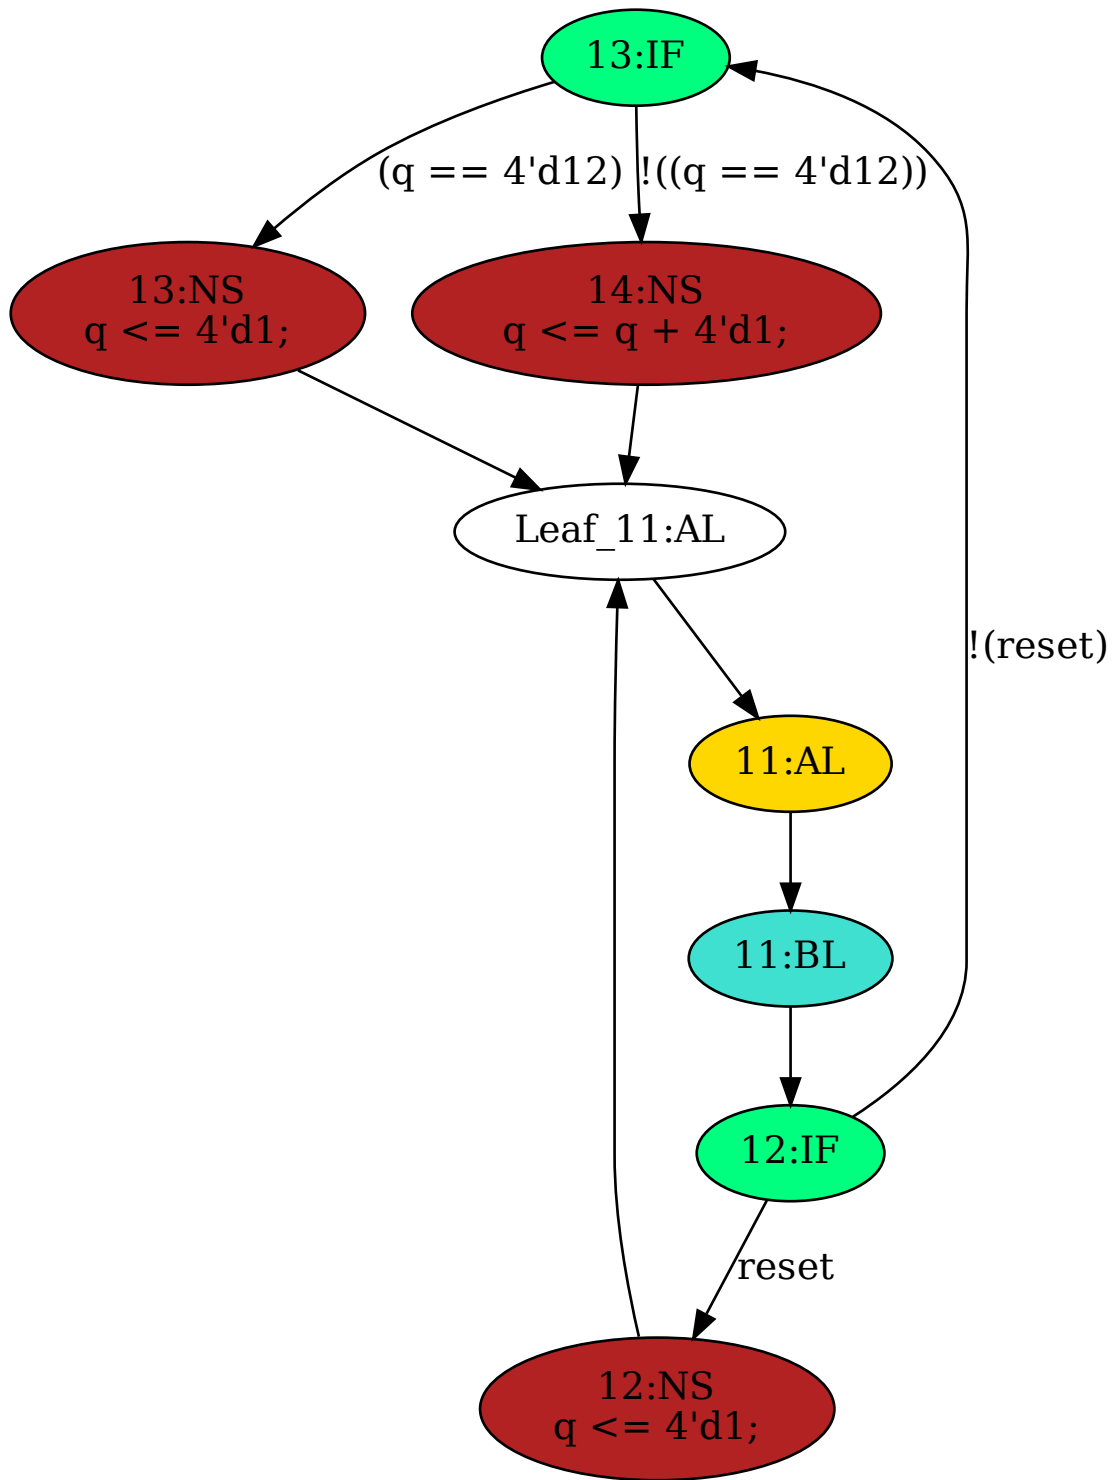 13:IF
(q == 4'd12)
!((q == 4'd12))
13:NS
q <= 4'd1;
14:NS
q <= q + 4'd1;
Leaf_11:AL
!(reset)
11:AL
11:BL
12:IF
reset
12:NS
q <= 4'd1;